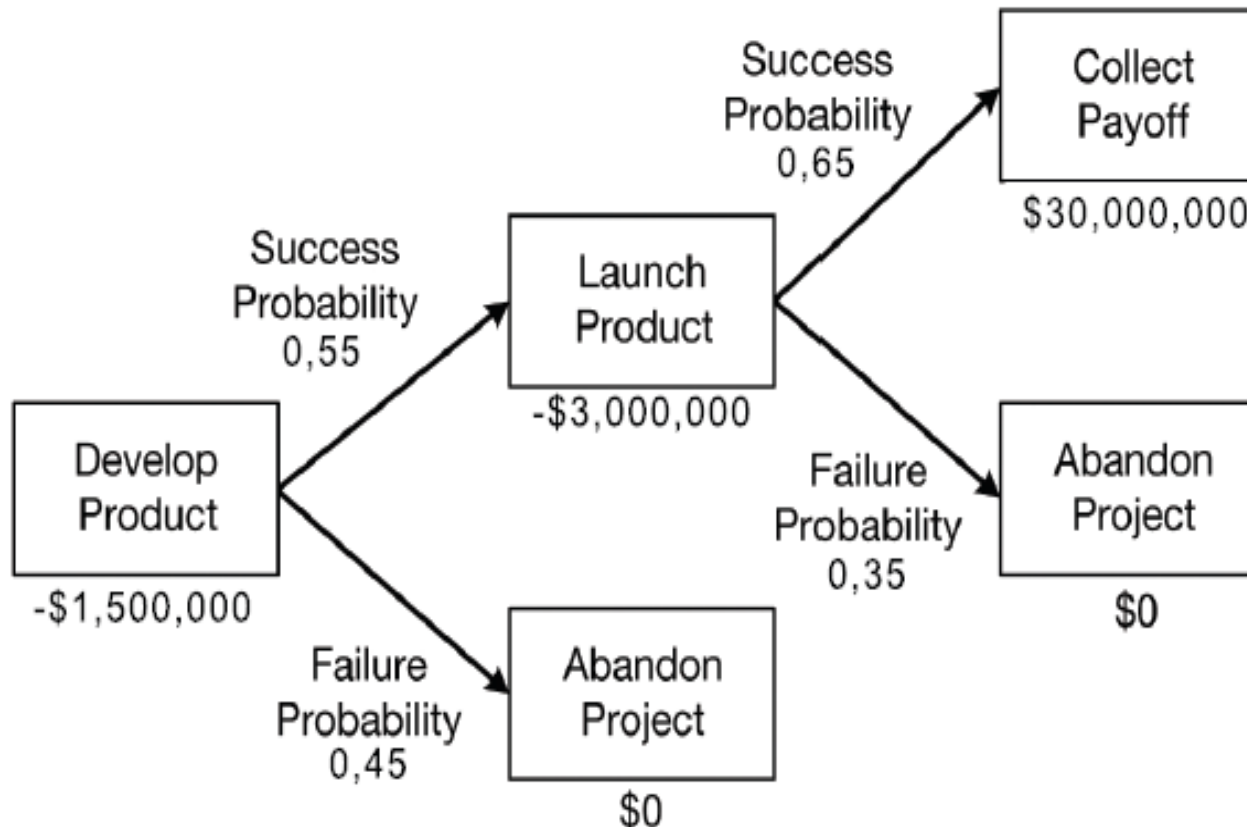 Success
Probability
0,65
Collect
Payoff
$30,000,000
Success
Probability
0,55
Launch
Product
-$3,000,000
Develop
Product
-$1,500,000
Failure
Probability
0,35
Abandon
Project
$0
Failure
Probability
0,45
Abandon
Project
$0